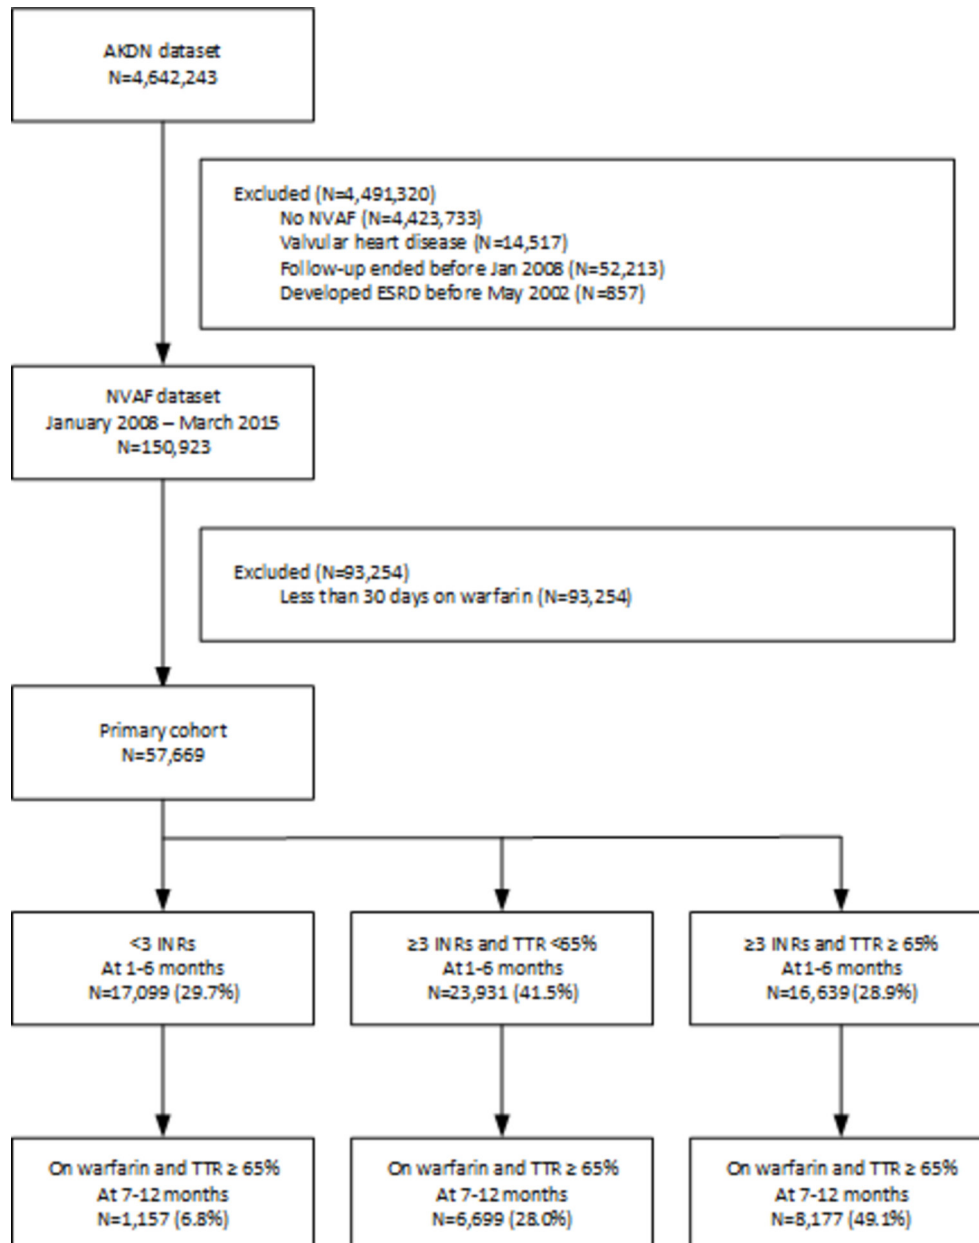 AKDN dataset
N=4,642,243
Excluded (N=4,491,320)
No NVAF (N=4,423,733)
Valvular heart disease (N=14,517)
Follow-up ended before Jan 2008 (N=52,213)
Developed ESRD before May 2002 (N=857)
NVAF dataset
January 2008 – March 2015
N=150,923
Excluded (N=93,254)
Less than 30 days on warfarin (N=93,254)
Primary cohort
N=57,669
<3 INRs
At 1-6 months
N=17,099 (29.7%)
≥3 INRs and TTR <65%
At 1-6 months
N=23,931 (41.5%)
≥3 INRs and TTR ≥ 65%
At 1-6 months
N=16,639 (28.9%)
On warfarin and TTR ≥ 65%
At 7-12 months
N=1,157 (6.8%)
On warfarin and TTR ≥ 65%
At 7-12 months
N=6,699 (28.0%)
On warfarin and TTR ≥ 65%
At 7-12 months
N=8,177 (49.1%)